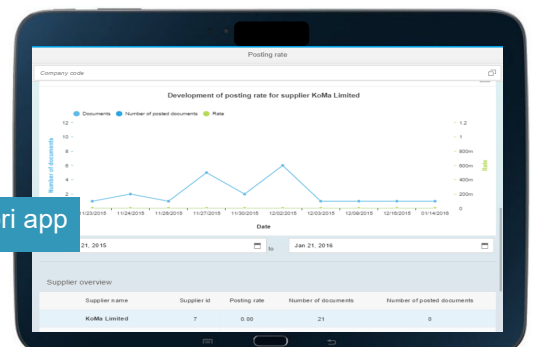 Posting rate
Company code
Development of posting rate for supplier KoMa Limited
Documents Number of posted documents Rate
12
10
8
6
4
2
Number of documents
1.2
1
800m
600m
400m
200m
0
Rate
11/23/2015 11/24/2015 11/26/2015 11/27/2015 11/30/2015 12/02/2015 12/03/2015 12/09/2015 12/16/2015 01/14/2016
Date
ri app
21, 2015 to Jan 21, 2016
Supplier overview
Supplier name Supplier id Posting rate Number of documents Number of posted documents
KoMa Limited 7 0.00 21 0